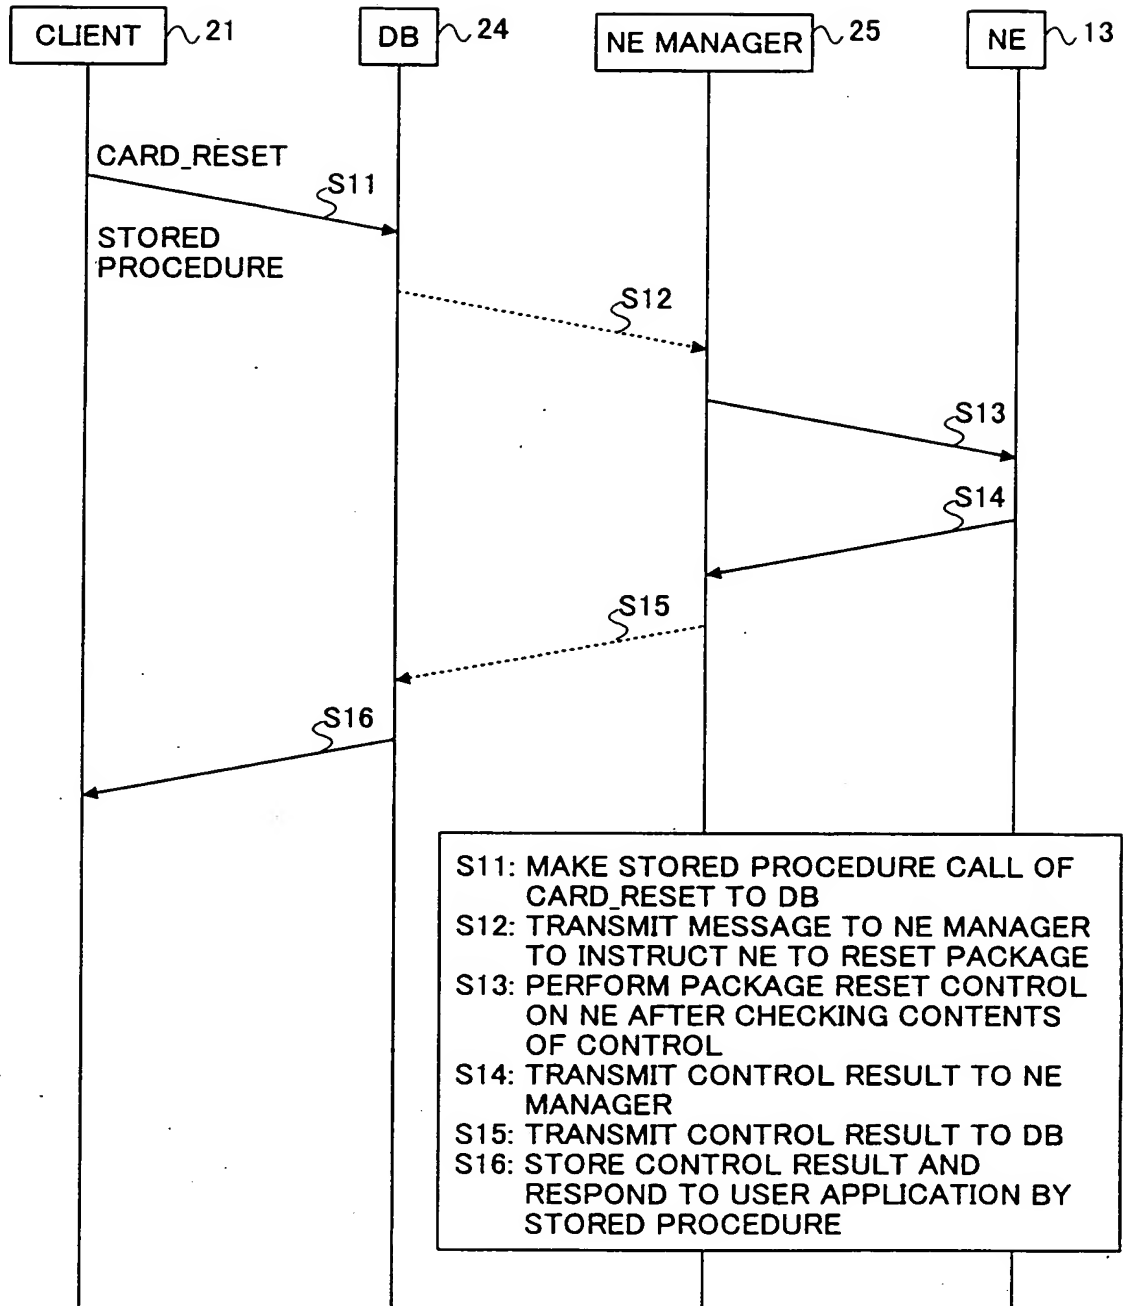 CLIENT 21 DB 24 NE MANAGER 25 NE 13
CARD_RESET
S11
STORED
PROCEDURE
S12
S13
S14
S15
S16
S11: MAKE STORED PROCEDURE CALL OF
CARD_RESET TO DB
S12: TRANSMIT MESSAGE TO NE MANAGER
TO INSTRUCT NE TO RESET PACKAGE
S13: PERFORM PACKAGE RESET CONTROL
ON NE AFTER CHECKING CONTENTS
OF CONTROL
S14: TRANSMIT CONTROL RESULT TO NE
MANAGER
S15: TRANSMIT CONTROL RESULT TO DB
S16: STORE CONTROL RESULT AND
RESPOND TO USER APPLICATION BY
STORED PROCEDURE